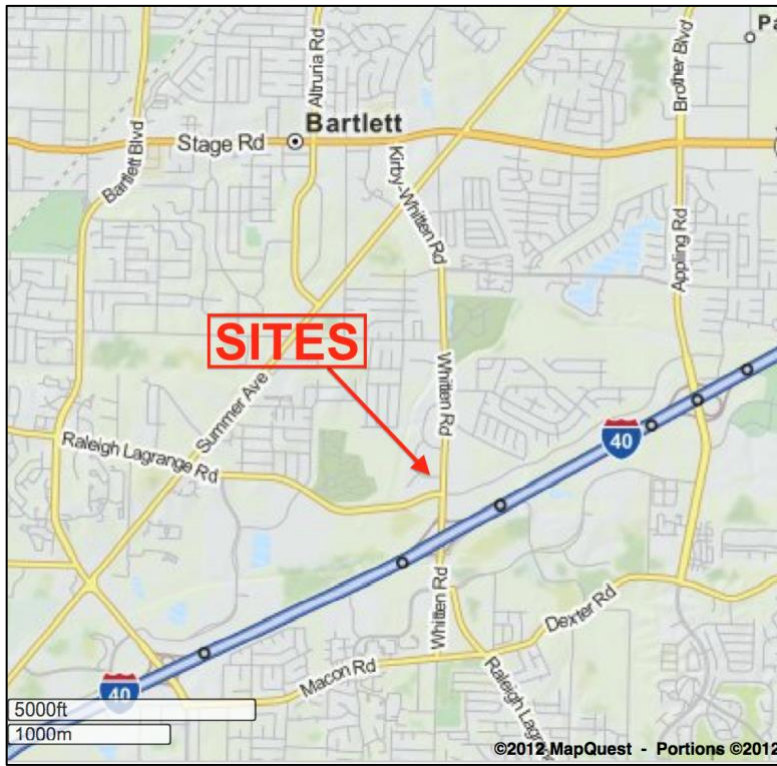 Pa
Altruria Rd
Brother Blvd
Bartlett
Stage Rd
Bartlett Blvd
Kirby-Whitten Rd
Appling Rd
SITES
Whitten Rd
Summer Ave
Raleigh Lagrange Rd
40
Whitten Rd
Dexter Rd
Macon Rd
Raleigh Lagr
40
5000ft
1000m
©2012 MapQuest - Portions ©2012